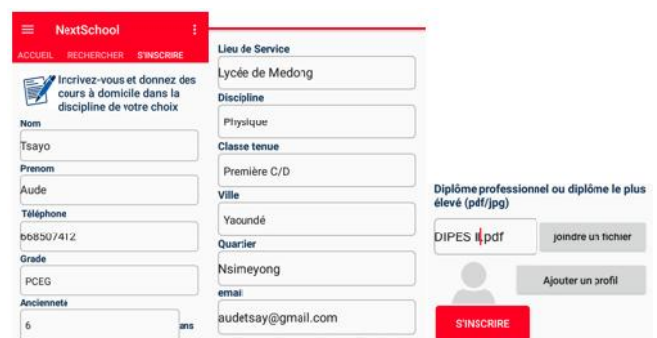 NextSchool
ACCUEIL RECHERCHER S'INSCRIRE
Incrivez-vous et donnez des
cours à domicile dans la
discipline de votre choix
Nom
Tsayo
Prenom
Aude
Téléphone
668507412
Grade
PCEG
Ancienneté
6 ans
Lieu de Service
Lycée de Medong
Discipline
Physique
Classe tenue
Première C/D
Ville
Yaoundé
Quartier
Nsimeyong
email
audetsay@gmail.com
Diplôme professionnel ou diplôme le plus
élevé (pdf/jpg)
DIPES II.pdf
joindre un fichier
Ajouter un profil
S'INSCRIRE